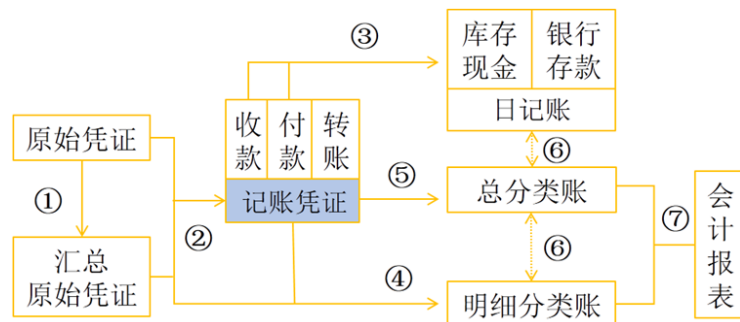 ③
库存
现金
银行
存款
日记账
收款
付款
转账
原始凭证
⑥
①
记账凭证
⑤
总分类账
②
⑦
会计报表
汇总
原始凭证
⑥
④
明细分类账